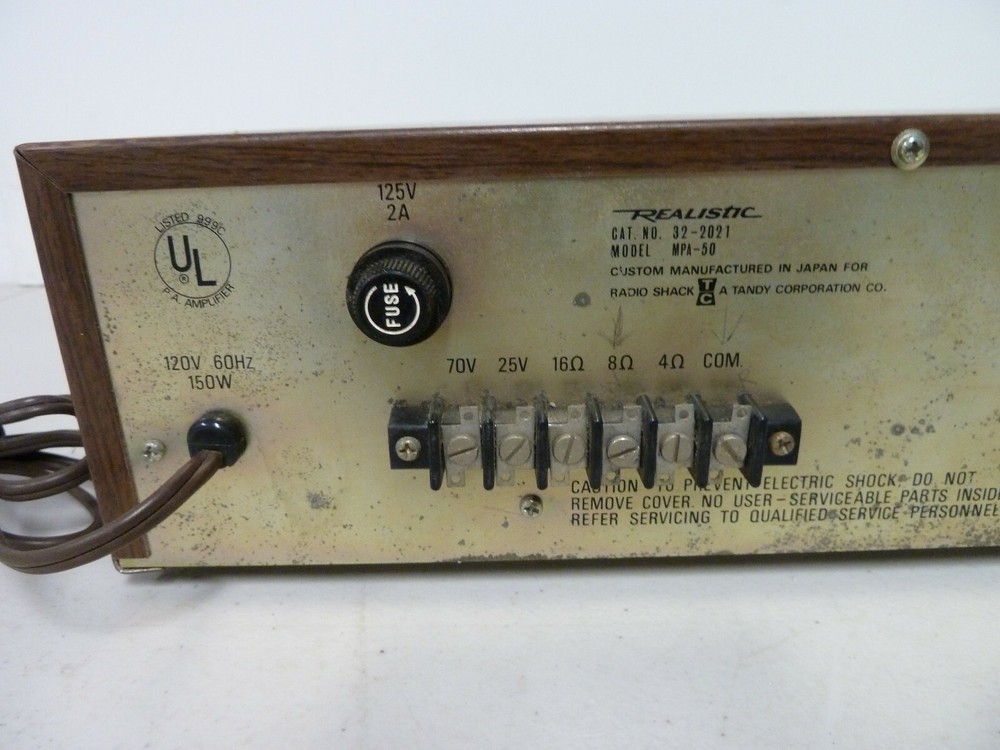 LISTED 999C
UL
®
P.A. AMPLIFIER
125V
2A
FUSE
REALISTIC
CAT. NO. 32-2021
MODEL MPA-50
CUSTOM MANUFACTURED IN JAPAN FOR
RADIO SHACK TC A TANDY CORPORATION CO.
120V 60Hz
150W
70V 25V 16Ω 8Ω 4Ω COM.
CAUTION TO PREVENT ELECTRIC SHOCK DO NOT
REMOVE COVER. NO USER-SERVICEABLE PARTS INSIDE
REFER SERVICING TO QUALIFIED SERVICE PERSONNEL